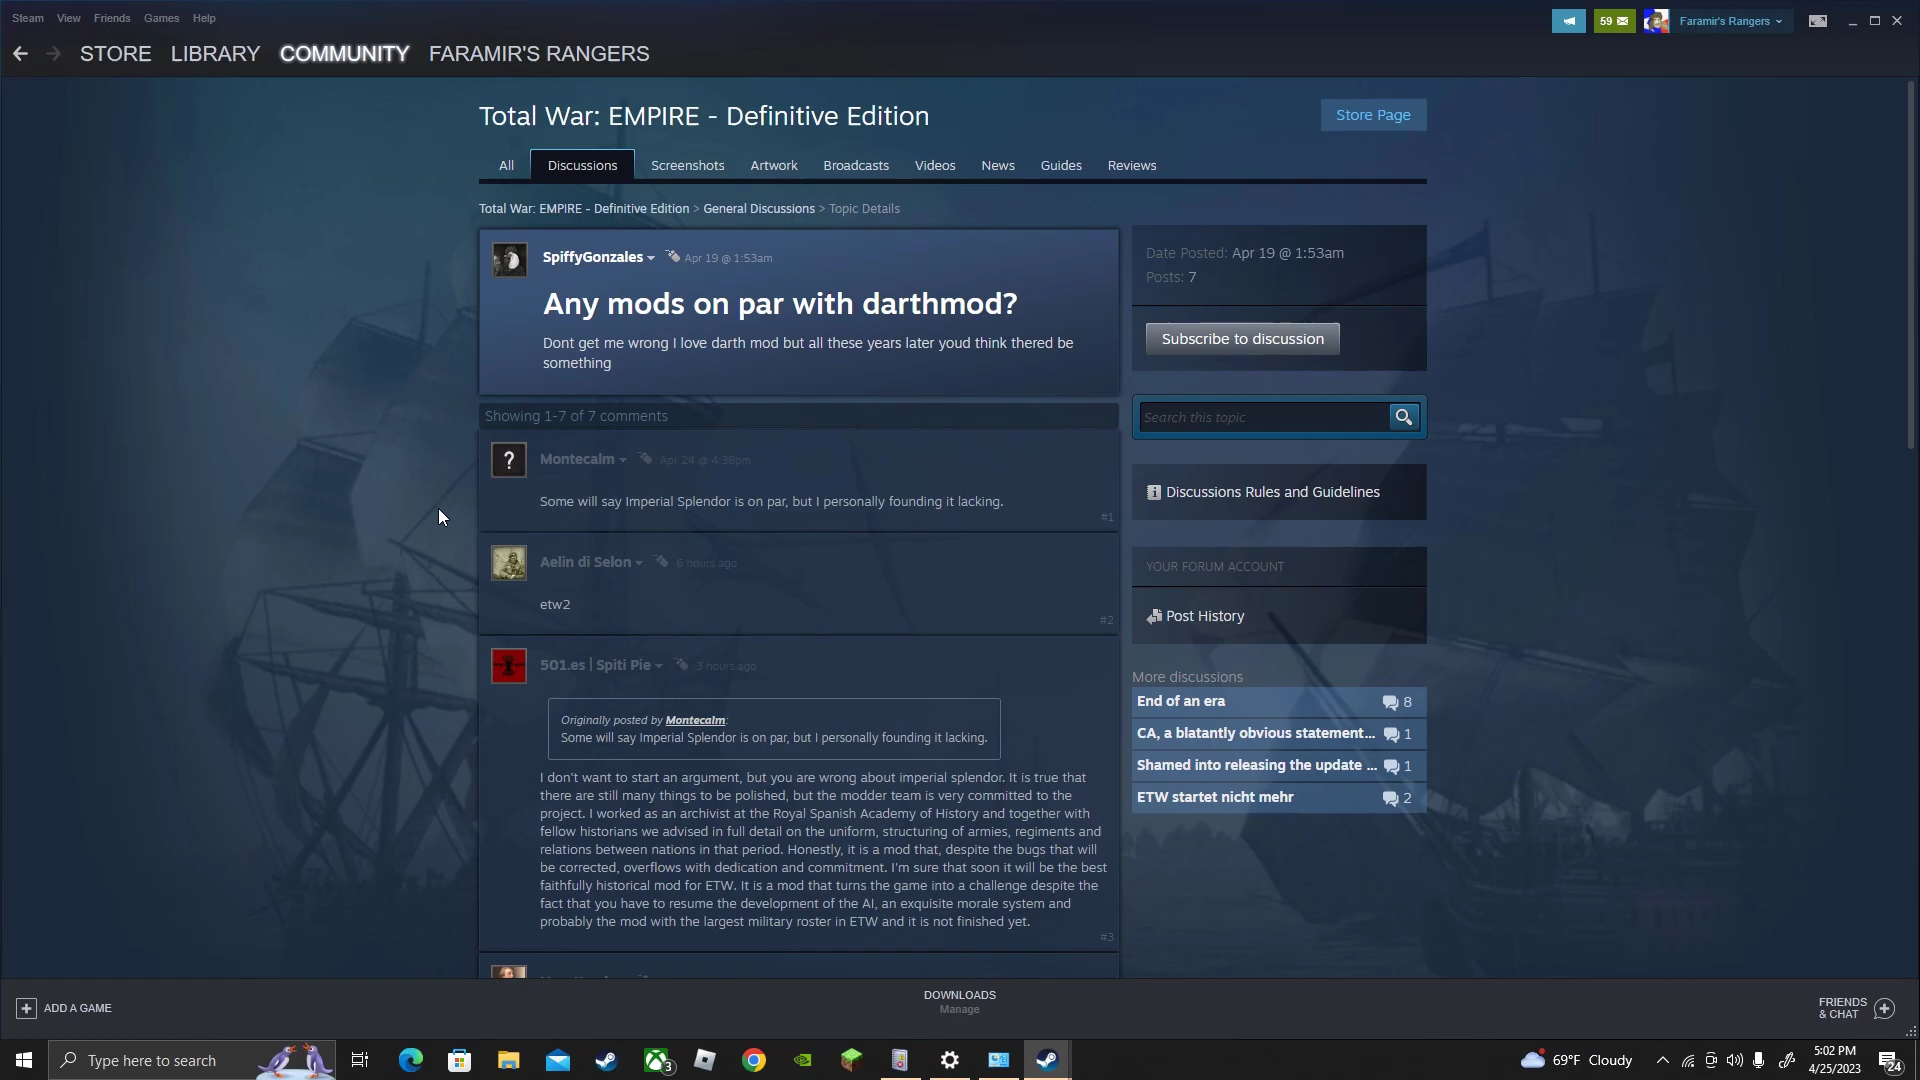 Steam View Friends Games Help
59 Faramir's Rangers
STORE LIBRARY COMMUNITY FARAMIR'S RANGERS
Total War: EMPIRE - Definitive Edition
Store Page
All Discussions Screenshots Artwork Broadcasts Videos News Guides Reviews
Total War: EMPIRE - Definitive Edition > General Discussions > Topic Details
SpiffyGonzales Apr 19 @ 1:53am
Any mods on par with darthmod?
Dont get me wrong I love darth mod but all these years later youd think thered be
something
Date Posted: Apr 19 @ 1:53am
Posts: 7
Subscribe to discussion
Showing 1-7 of 7 comments
Search this topic
Montecalm Apr 24 @ 4:38pm
Some will say Imperial Splendor is on par, but I personally founding it lacking.
#1
Discussions Rules and Guidelines
Aelin di Selon 6 hours ago
etw2
#2
YOUR FORUM ACCOUNT
Post History
501.es | Spiti Pie 3 hours ago
Originally posted by Montecalm:
Some will say Imperial Splendor is on par, but I personally founding it lacking.
I don't want to start an argument, but you are wrong about imperial splendor. It is true that
there are still many things to be polished, but the modder team is very committed to the
project. I worked as an archivist at the Royal Spanish Academy of History and together with
fellow historians we advised in full detail on the uniform, structuring of armies, regiments and
relations between nations in that period. Honestly, it is a mod that, despite the bugs that will
be corrected, overflows with dedication and commitment. I'm sure that soon it will be the best
faithfully historical mod for ETW. It is a mod that turns the game into a challenge despite the
fact that you have to resume the development of the AI, an exquisite morale system and
probably the mod with the largest military roster in ETW and it is not finished yet.
#3
More discussions
End of an era 8
CA, a blatantly obvious statement... 1
Shamed into releasing the update ... 1
ETW startet nicht mehr 2
ADD A GAME
DOWNLOADS
Manage
FRIENDS
& CHAT
Type here to search
3
69°F Cloudy
5:02 PM
4/25/2023
24